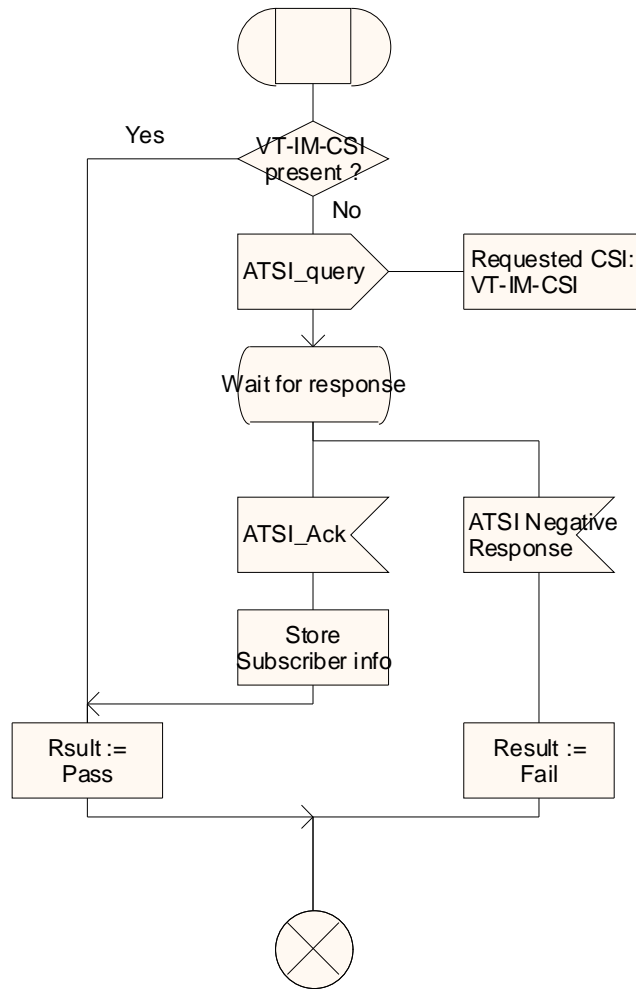 Yes
VT-IM-CSI
present ?
No
ATSI_query
Requested CSI:
VT-IM-CSI
Wait for response
ATSI_Ack
ATSI Negative
Response
Store
Subscriber info
Rsult :=
Pass
Result :=
Fail